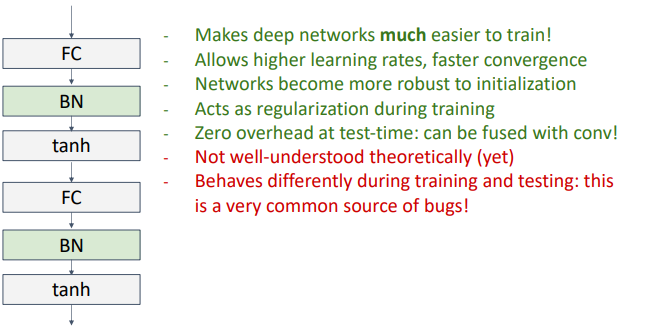 FC
BN
tanh
FC
BN
tanh
- Makes deep networks much easier to train!
- Allows higher learning rates, faster convergence
- Networks become more robust to initialization
- Acts as regularization during training
- Zero overhead at test-time: can be fused with conv!
- Not well-understood theoretically (yet)
- Behaves differently during training and testing: this
is a very common source of bugs!